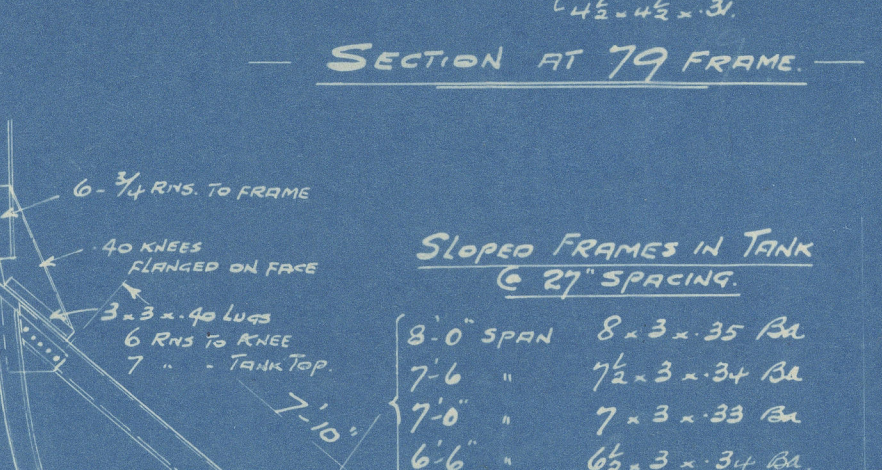 4½ × 4½ × .31.
SECTION AT 79 FRAME.
6 - ¾ RVS. TO FRAME
.40 KNEES
FLANGED ON FACE
3 × 3 × .40 LUGS
6 RVS TO KNEE
7 " - TANK TOP.
7'-10"
SLOPED FRAMES IN TANK
@ 27" SPACING.
8'-0" SPAN 8 × 3 × .35 BA
7'-6 " 7½ × 3 × .34 BA
7'-0" " 7 × 3 × .33 BA
6'-6" " 6½ × 3 × .34 BA